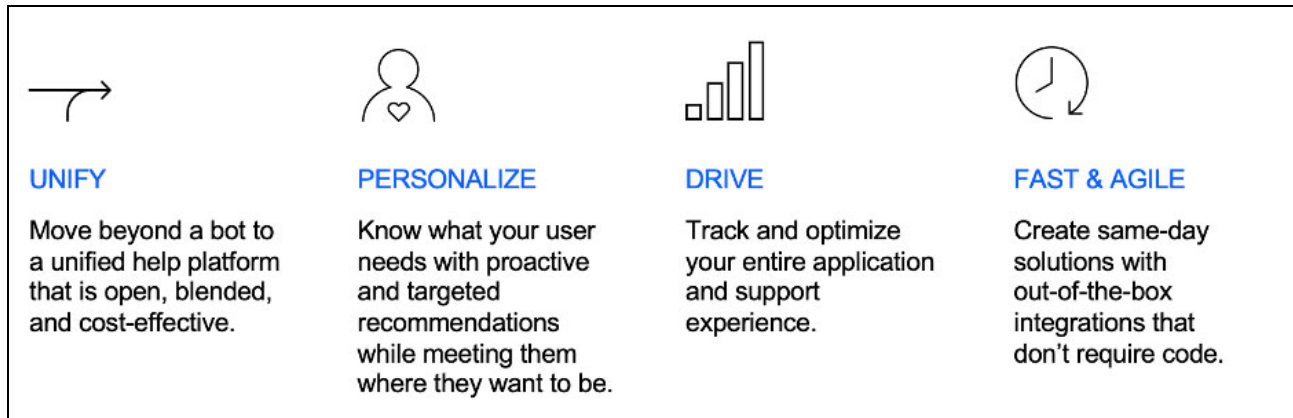 UNIFY
Move beyond a bot to
a unified help platform
that is open, blended,
and cost-effective.
PERSONALIZE
Know what your user
needs with proactive
and targeted
recommendations
while meeting them
where they want to be.
DRIVE
Track and optimize
your entire application
and support
experience.
FAST & AGILE
Create same-day
solutions with
out-of-the-box
integrations that
don’t require code.